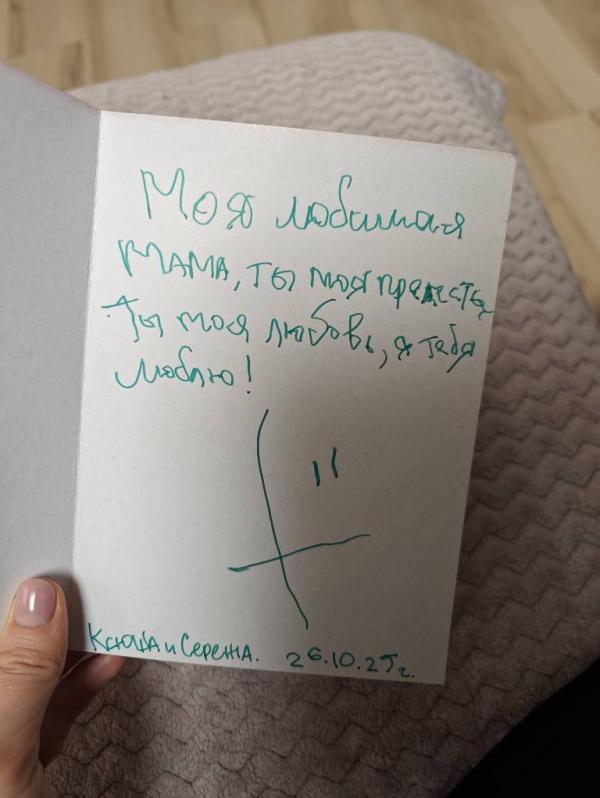 Моя любимая
мама, ты моя прелесть,
Ты моя любовь, я тебя
люблю!
Ксюша и Сережа. 26.10.25г.